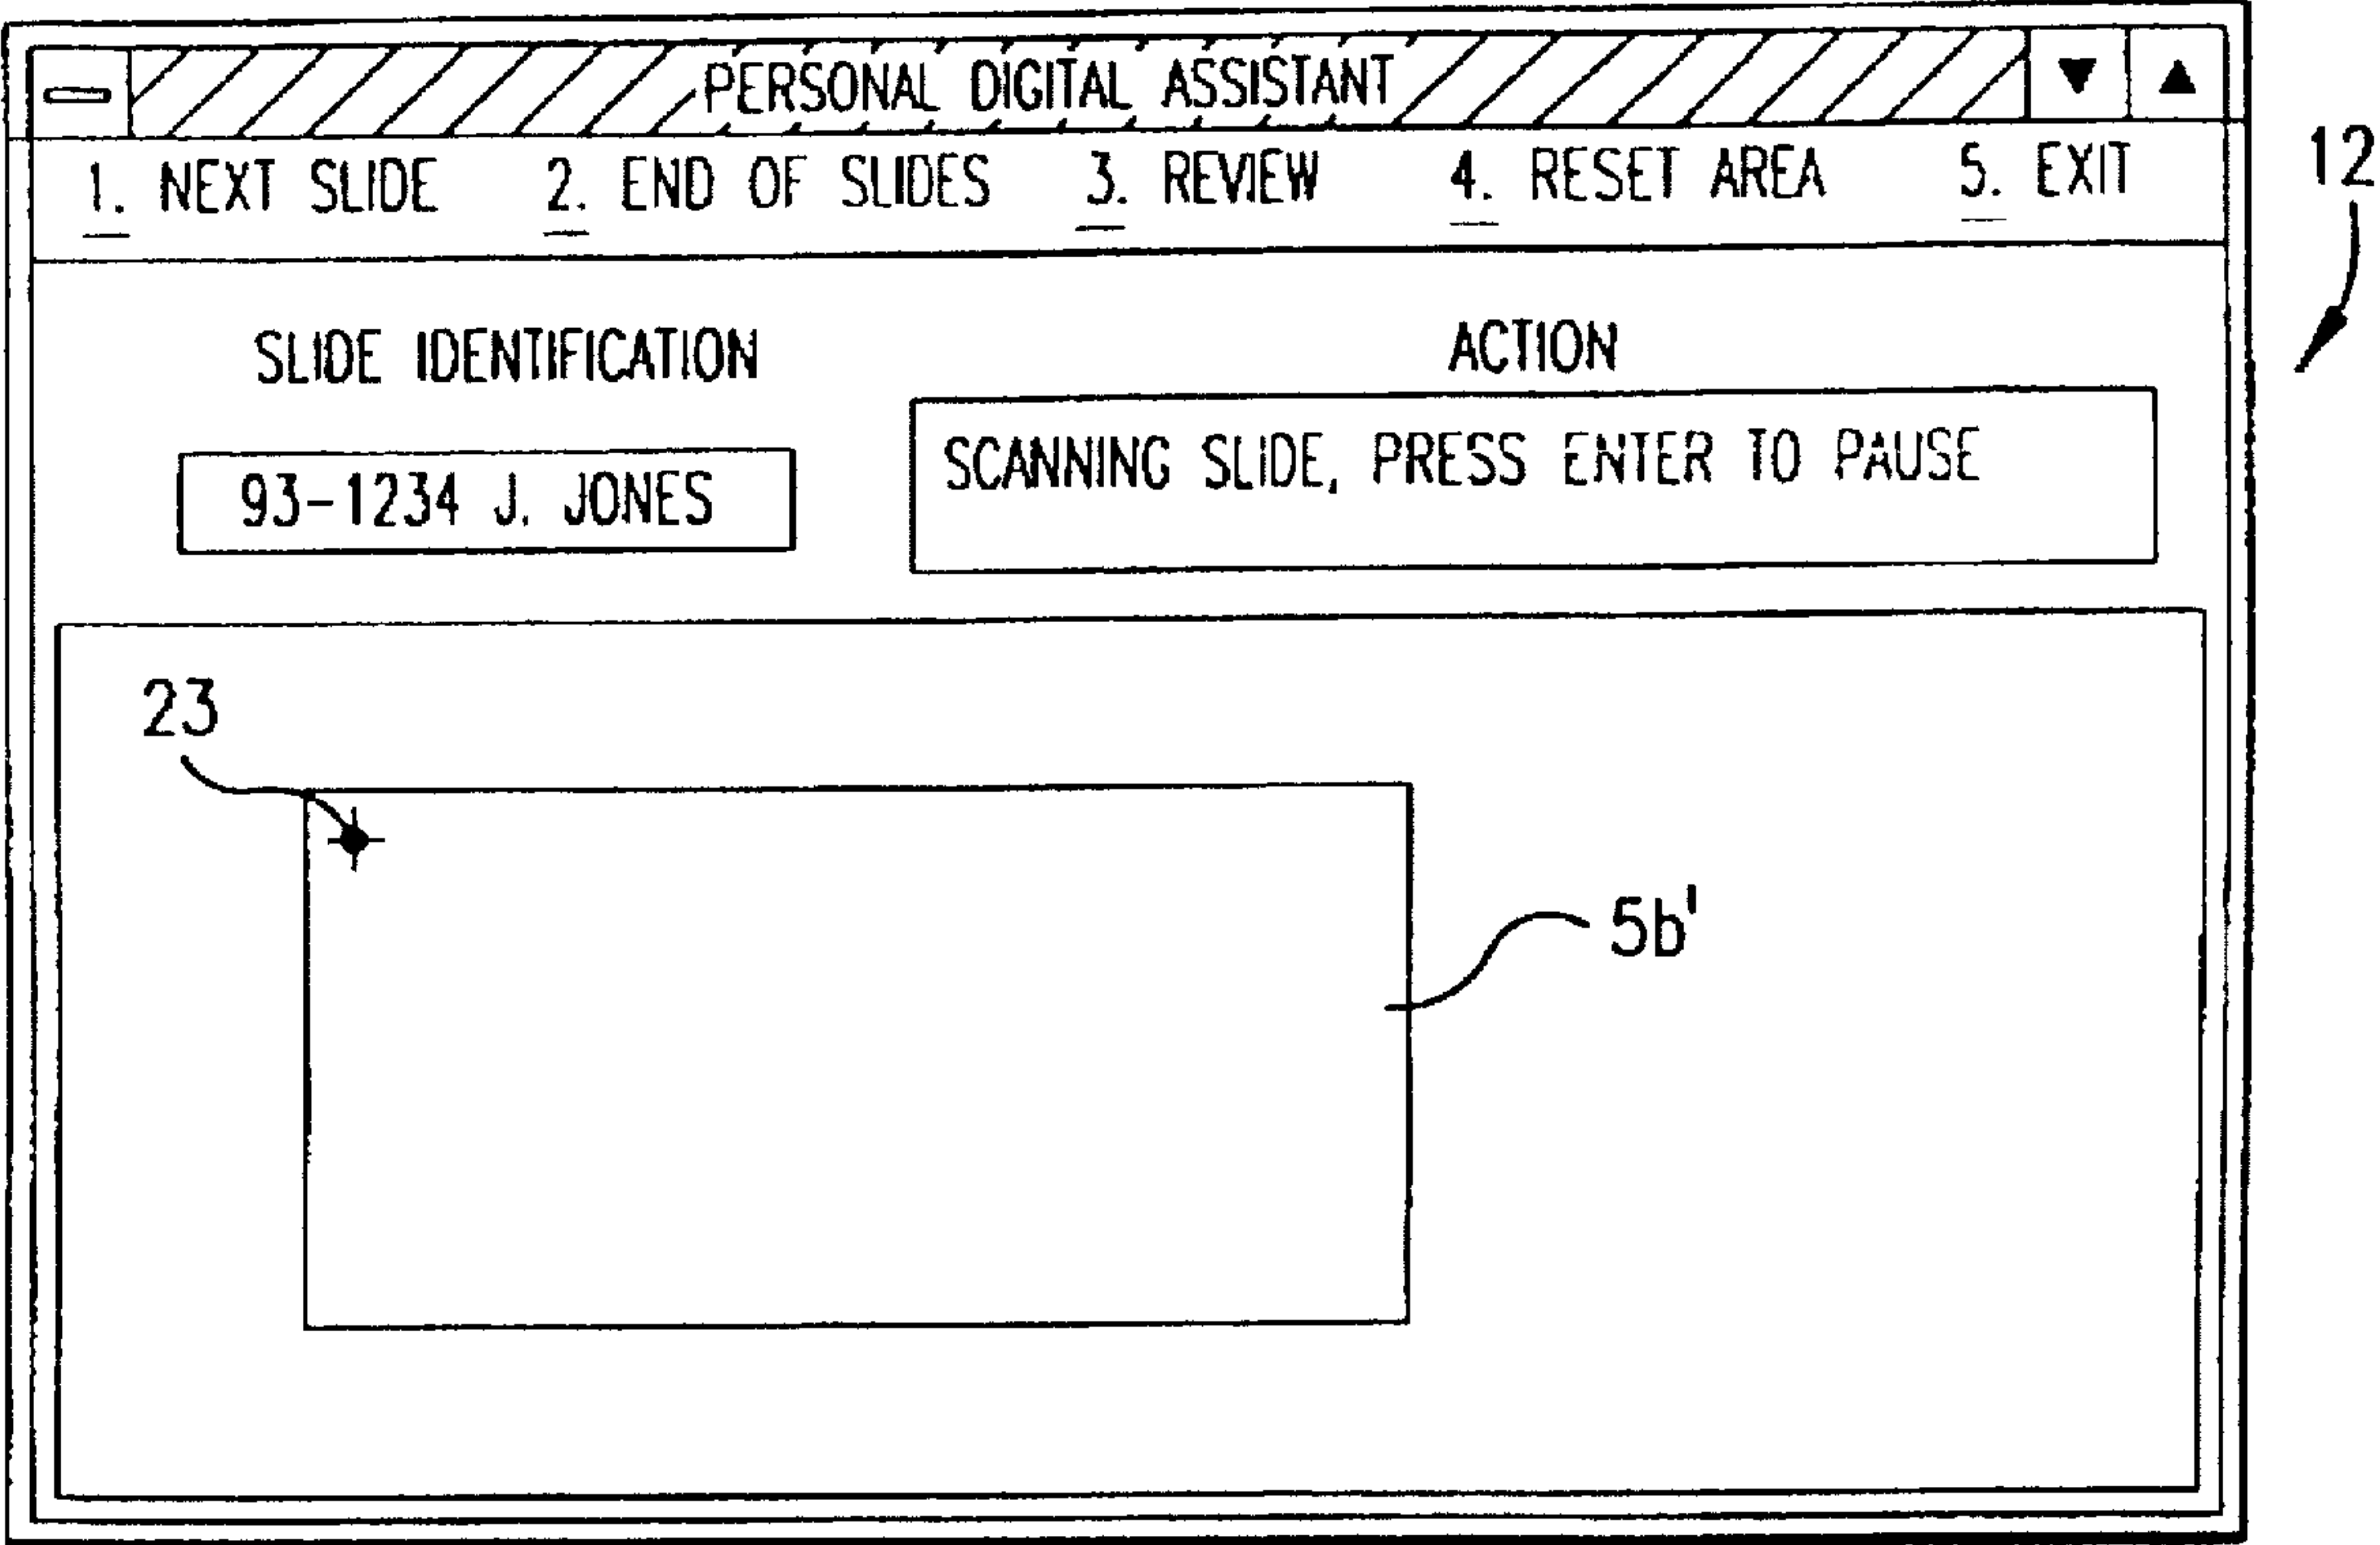 PERSONAL DIGITAL ASSISTANT
1. NEXT SLIDE 2. END OF SLIDES 3. REVIEW 4. RESET AREA 5. EXIT
12
SLIDE IDENTIFICATION ACTION
93-1234 J. JONES
SCANNING SLIDE, PRESS ENTER TO PAUSE
23
5b'